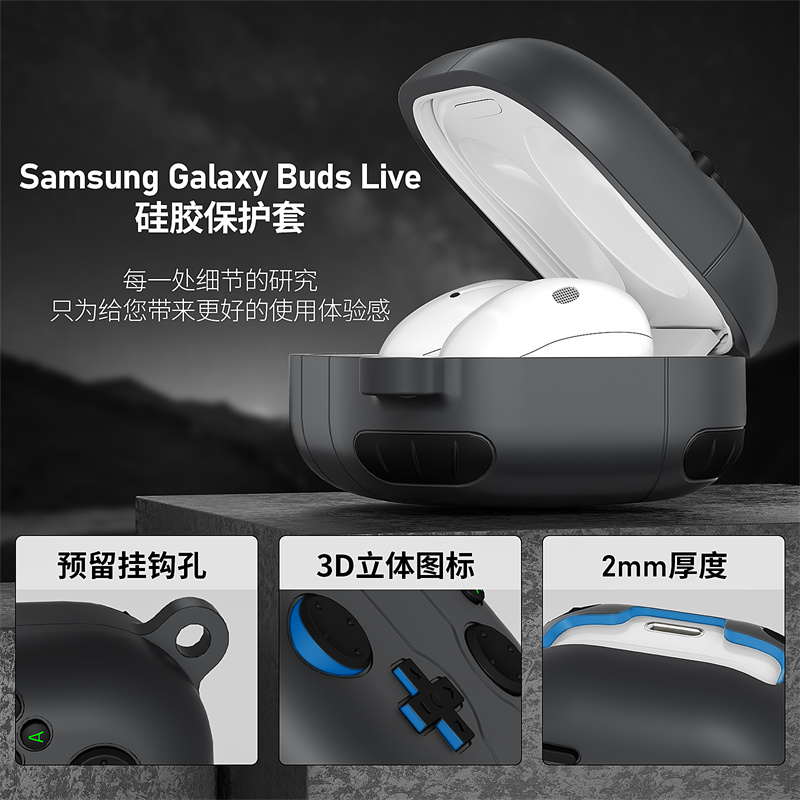 Samsung Galaxy Buds Live
硅胶保护套
每一处细节的研究
只为给您带来更好的使用体验感
预留挂钩孔
3D立体图标
2mm厚度
A